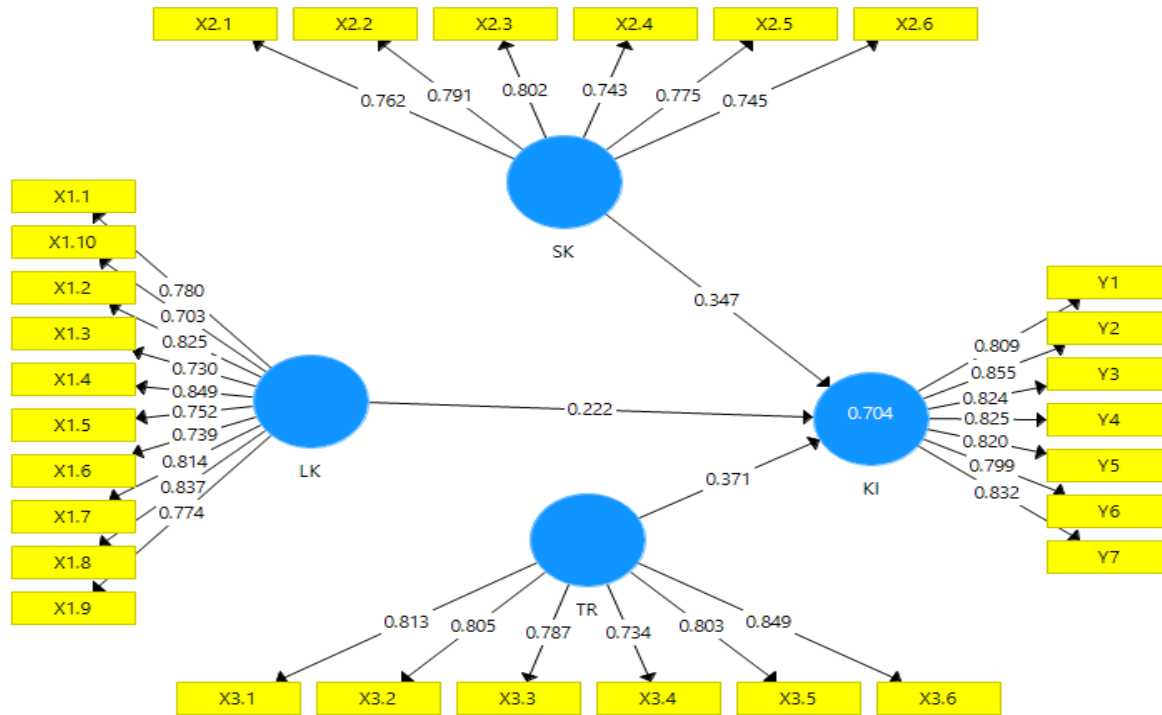 X2.1 X2.2 X2.3 X2.4 X2.5 X2.6
0.762 0.791 0.802 0.743 0.775 0.745
SK
X1.1
X1.10
X1.2
X1.3
X1.4
X1.5
X1.6
X1.7
X1.8
X1.9
0.780
0.703
0.825
0.730
0.849
0.752
0.739
0.814
0.837
0.774
LK
0.347
0.222
0.371
0.704
KI
0.809
0.855
0.824
0.825
0.820
0.799
0.832
Y1
Y2
Y3
Y4
Y5
Y6
Y7
TR
0.813 0.805 0.787 0.734 0.803 0.849
X3.1 X3.2 X3.3 X3.4 X3.5 X3.6